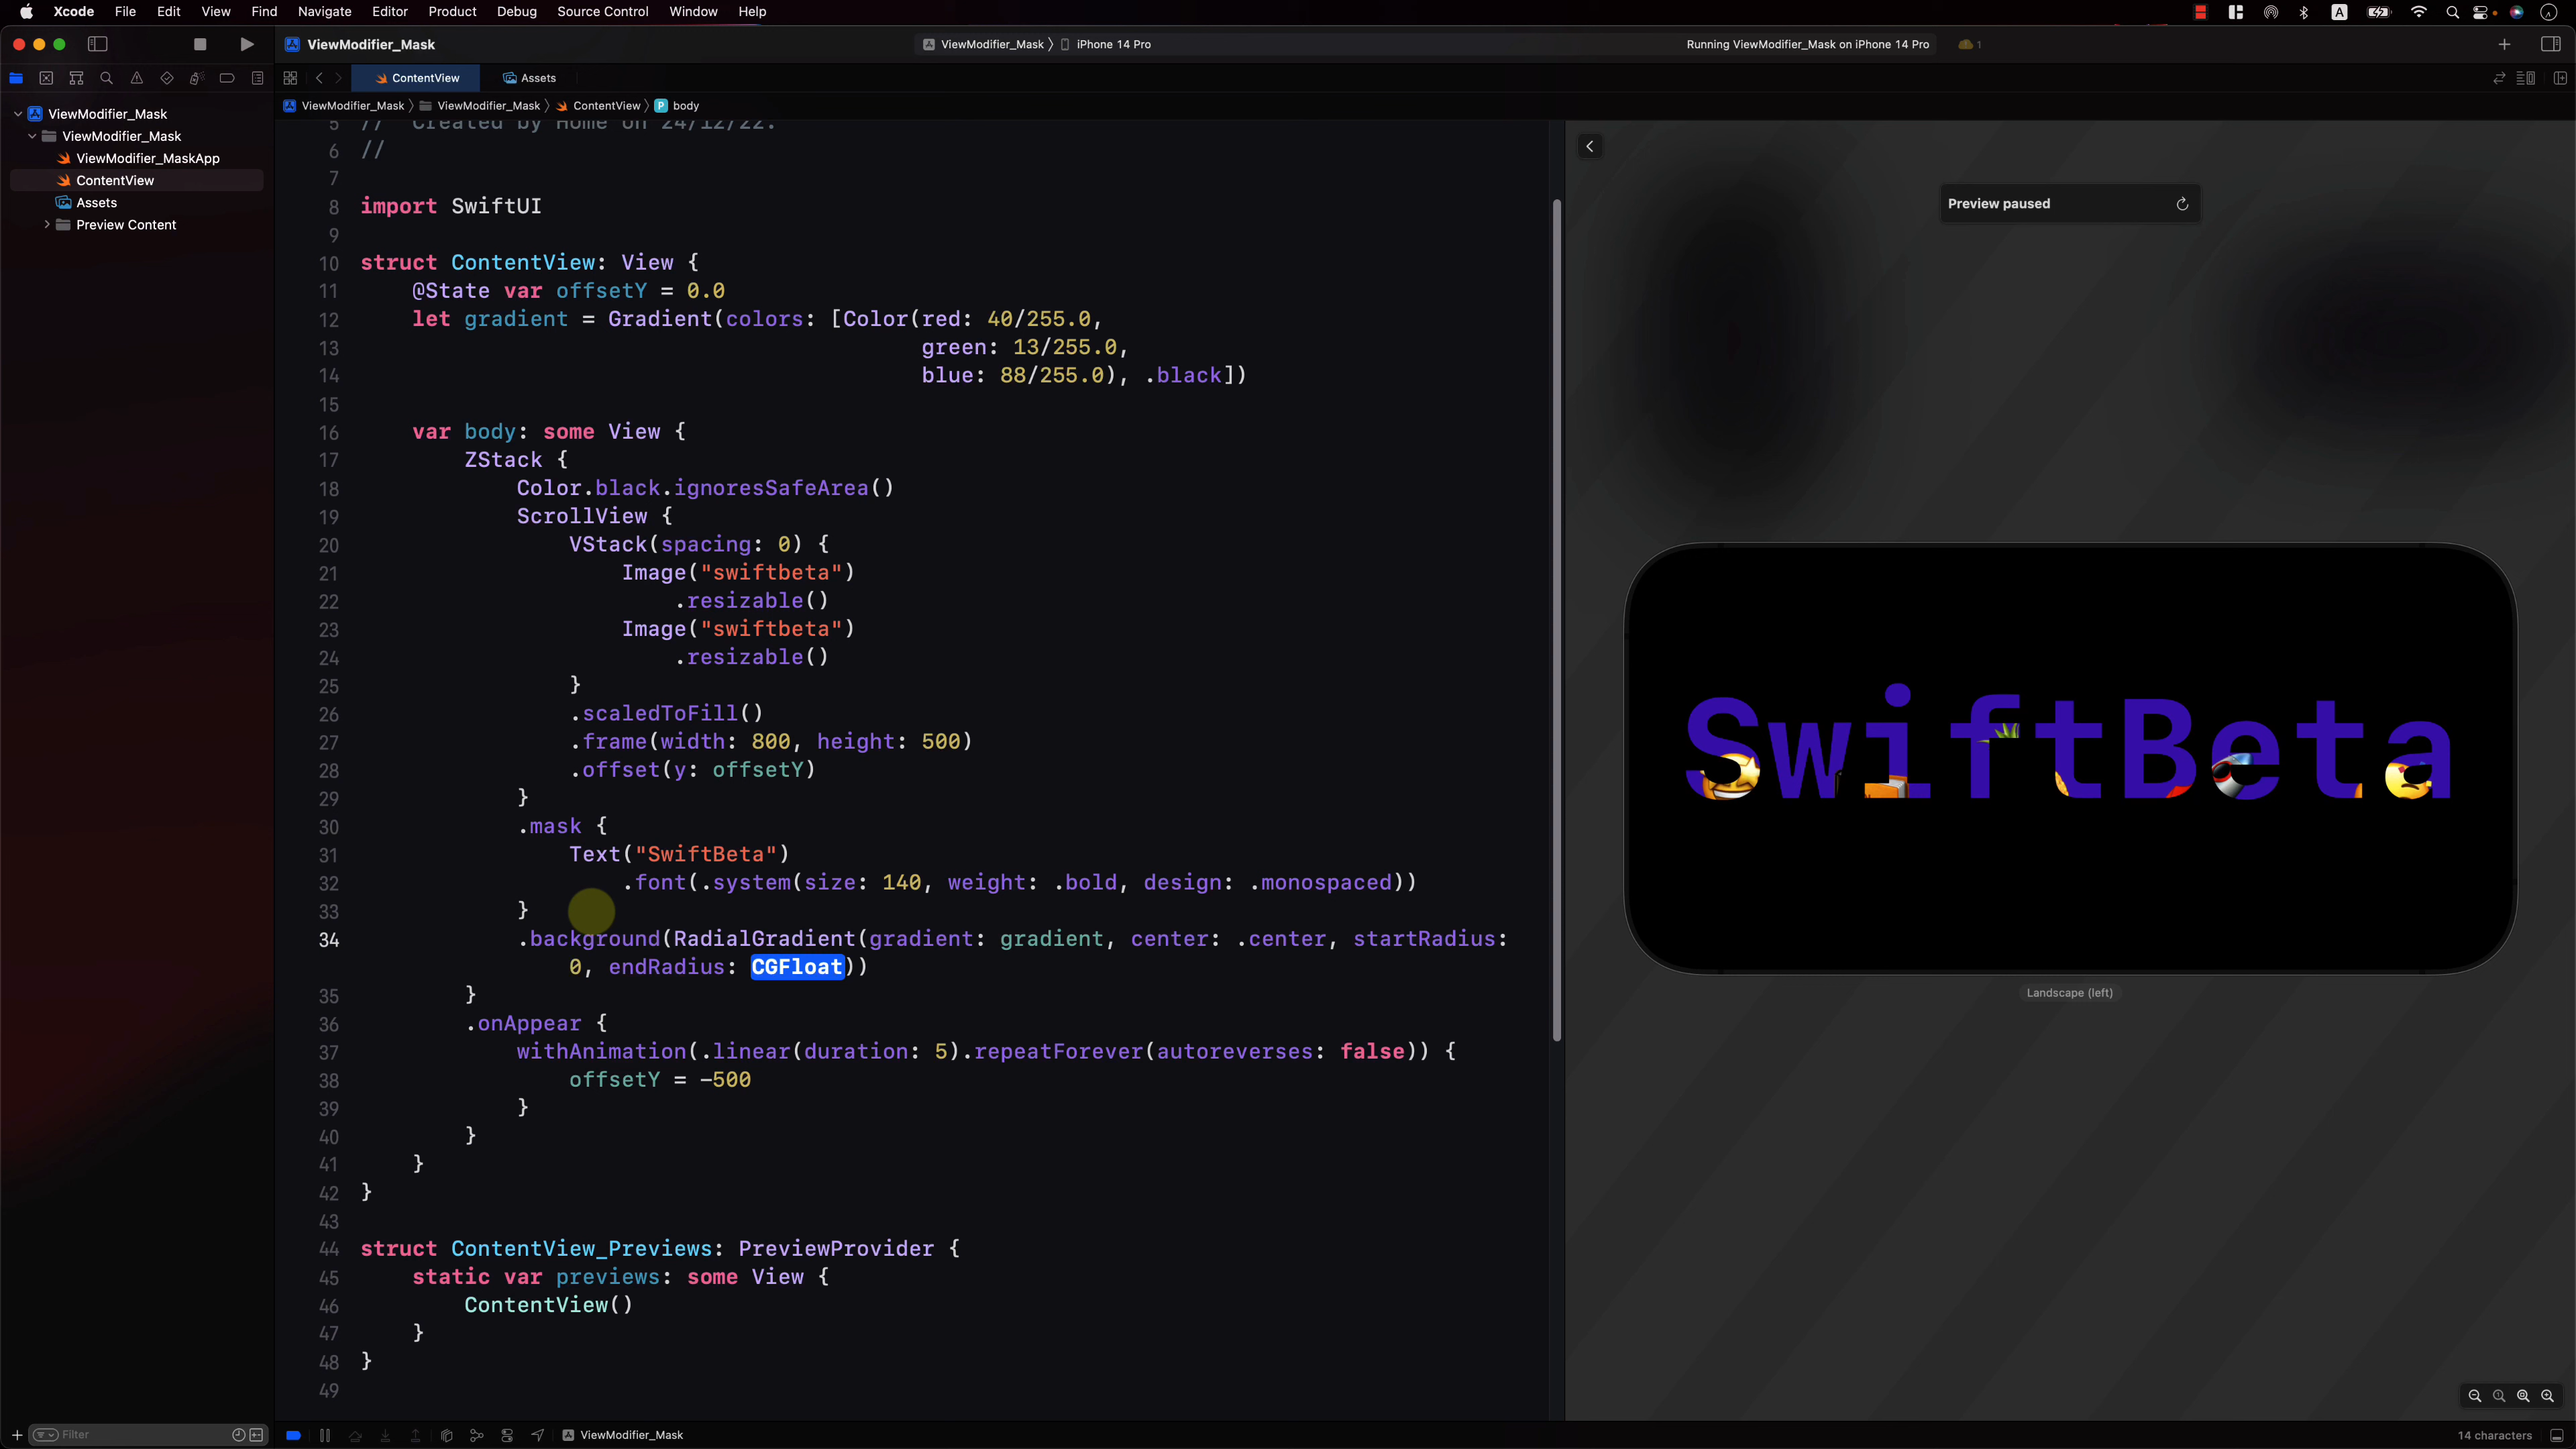 Xcode File Edit View Find Navigate Editor Product Debug Source Control Window Help
ViewModifier_Mask
ViewModifier_Mask 〉 iPhone 14 Pro
Running ViewModifier_Mask on iPhone 14 Pro
1
ContentView
Assets
ViewModifier_Mask 〉 ViewModifier_Mask 〉 ContentView 〉 P body
ViewModifier_Mask
ViewModifier_Mask
ViewModifier_MaskApp
ContentView
Assets
Preview Content
5 //  Created by Home on 24/12/22.
6 //
7
8 import SwiftUI
9
10 struct ContentView: View {
11     @State var offsetY = 0.0
12     let gradient = Gradient(colors: [Color(red: 40/255.0,
13                                            green: 13/255.0,
14                                            blue: 88/255.0), .black])
15
16     var body: some View {
17         ZStack {
18             Color.black.ignoresSafeArea()
19             ScrollView {
20                 VStack(spacing: 0) {
21                     Image("swiftbeta")
22                         .resizable()
23                     Image("swiftbeta")
24                         .resizable()
25                 }
26                 .scaledToFill()
27                 .frame(width: 800, height: 500)
28                 .offset(y: offsetY)
29             }
30             .mask {
31                 Text("SwiftBeta")
32                     .font(.system(size: 140, weight: .bold, design: .monospaced))
33             }
34             .background(RadialGradient(gradient: gradient, center: .center, startRadius:
                0, endRadius: CGFloat))
35         }
36         .onAppear {
37             withAnimation(.linear(duration: 5).repeatForever(autoreverses: false)) {
38                 offsetY = -500
39             }
40         }
41     }
42 }
43
44 struct ContentView_Previews: PreviewProvider {
45     static var previews: some View {
46         ContentView()
47     }
48 }
49
Preview paused
SwiftBeta
Landscape (left)
Filter
ViewModifier_Mask
14 characters